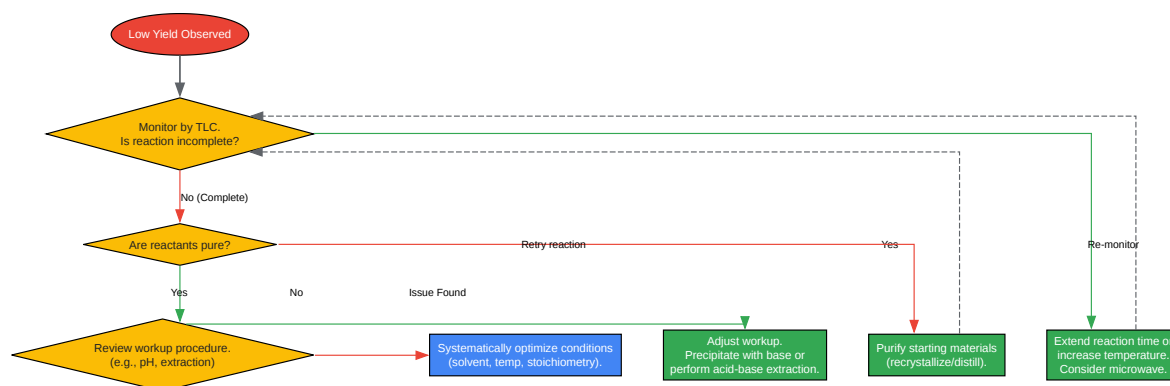 Low Yield Observed
Monitor by TLC.
Is reaction incomplete?
No (Complete)
Are reactants pure?
Retry reaction
Yes
Re-monitor
Yes
No
Issue Found
Review workup procedure.
(e.g., pH, extraction)
Systematically optimize conditions
(solvent, temp, stoichiometry).
Adjust workup.
Precipitate with base or
perform acid-base extraction.
Purify starting materials
(recrystallize/distill).
Extend reaction time or
increase temperature.
Consider microwave.